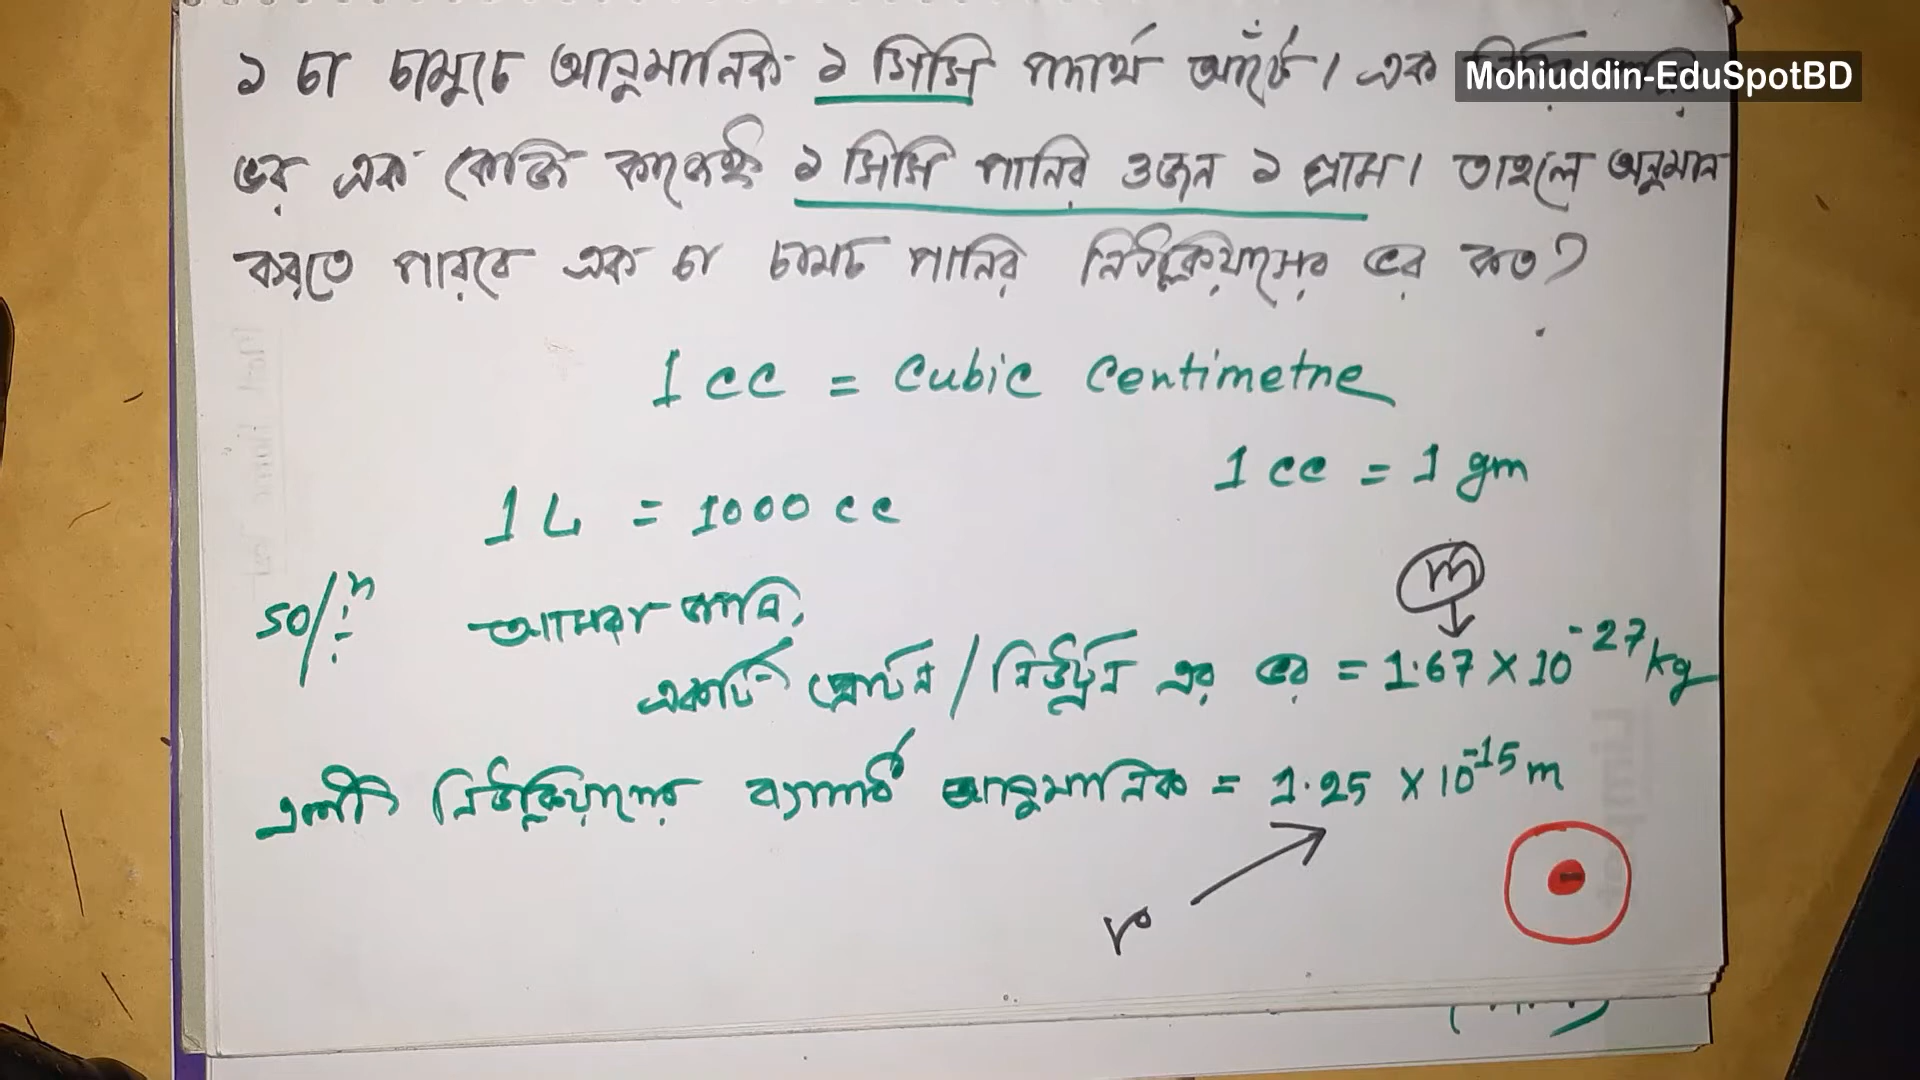 ১ চা চামুচে আনুমানিক ১ সিসি পদার্থ আঁটে। এক
Mohiuddin-EduSpotBD
ভর এক কেজি কাজেই ১ সিসি পানির ওজন ১ গ্রাম। তাহলে অনুমান
করতে পারবে এক চা চামচ পানির নিউক্লিয়াসের ভর কত?
1 cc = Cubic Centimetre
1 cc = 1 gm
1 L = 1000 cc
m
sol^n:- আমরা জানি,
একটি প্রোটন / নিউট্রন এর ভর = 1.67 × 10^-27 kg
নিউক্লিয়াসের ব্যাসার্ধ আনুমানিক = 1.25 × 10^-15 m
r